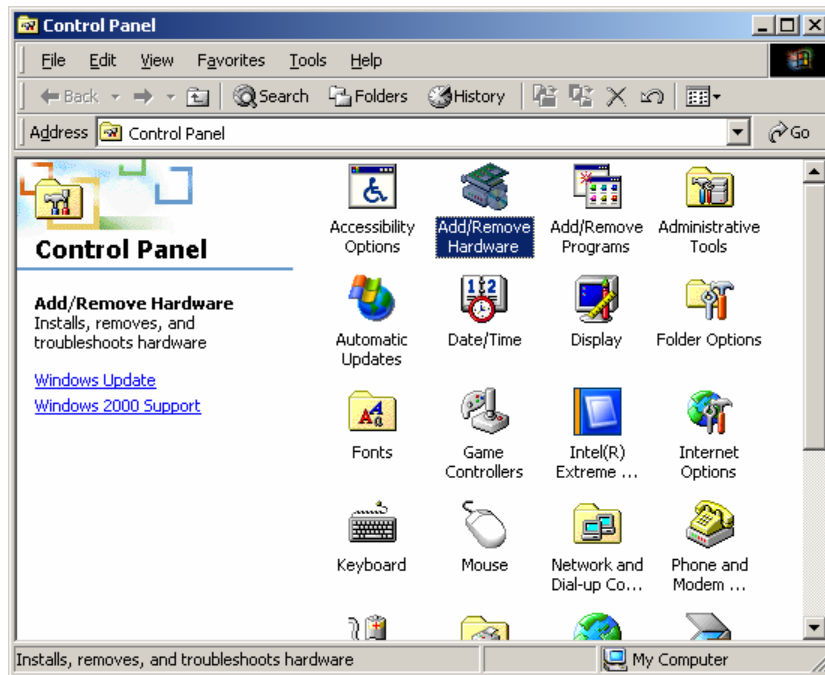 Control Panel
File Edit View Favorites Tools Help
Back Search Folders History
Address Control Panel Go
Control Panel
Add/Remove Hardware
Installs, removes, and
troubleshoots hardware
Windows Update
Windows 2000 Support
Accessibility
Options
Add/Remove
Hardware
Add/Remove
Programs
Administrative
Tools
Automatic
Updates
Date/Time
Display
Folder Options
Fonts
Game
Controllers
Intel(R)
Extreme ...
Internet
Options
Keyboard
Mouse
Network and
Dial-up Co...
Phone and
Modem ...
Installs, removes, and troubleshoots hardware
My Computer